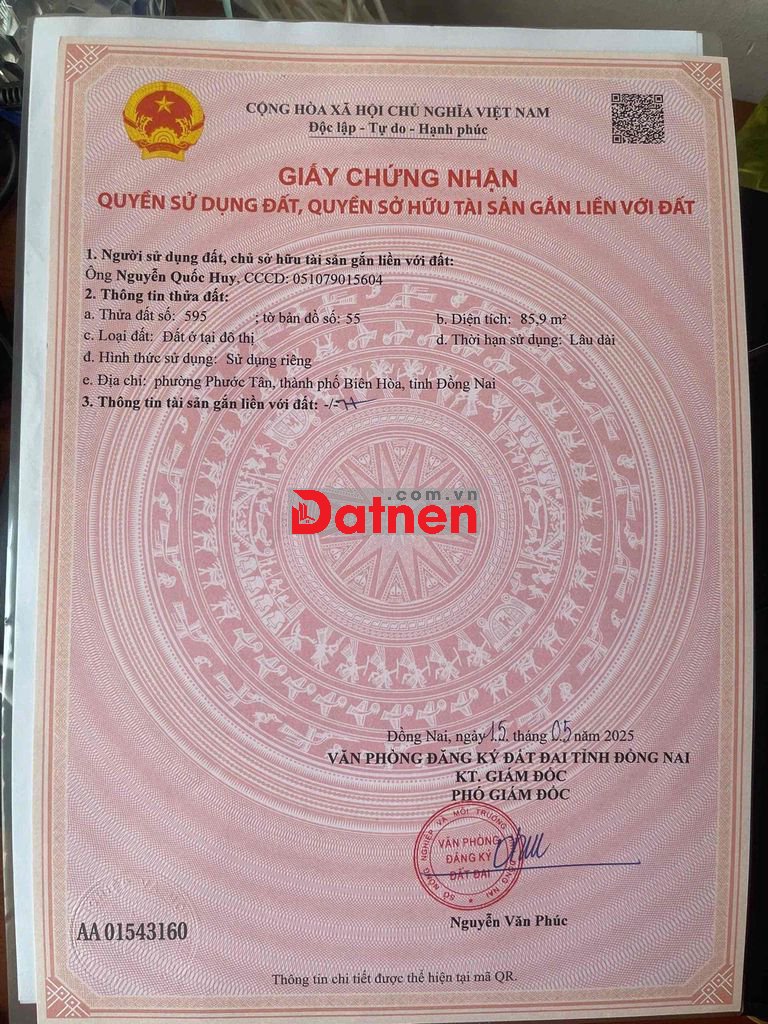 CỘNG HÒA XÃ HỘI CHỦ NGHĨA VIỆT NAM
Độc lập - Tự do - Hạnh phúc
GIẤY CHỨNG NHẬN
QUYỀN SỬ DỤNG ĐẤT, QUYỀN SỞ HỮU TÀI SẢN GẮN LIỀN VỚI ĐẤT
1. Người sử dụng đất, chủ sở hữu tài sản gắn liền với đất:
Ông Nguyễn Quốc Huy, CCCD: 051079015604
2. Thông tin thửa đất:
a. Thửa đất số: 595 ; tờ bản đồ số: 55 b. Diện tích: 85,9 m²
c. Loại đất: Đất ở tại đô thị d. Thời hạn sử dụng: Lâu dài
đ. Hình thức sử dụng: Sử dụng riêng
e. Địa chỉ: phường Phước Tân, thành phố Biên Hòa, tỉnh Đồng Nai
3. Thông tin tài sản gắn liền với đất: -/-
.com.vn
Datnen
Đồng Nai, ngày 15 tháng 05 năm 2025
VĂN PHÒNG ĐĂNG KÝ ĐẤT ĐAI TỈNH ĐỒNG NAI
KT. GIÁM ĐỐC
PHÓ GIÁM ĐỐC
SỞ NÔNG NGHIỆP VÀ MÔI TRƯỜNG ĐỒNG NAI
VĂN PHÒNG
ĐĂNG KÝ
ĐẤT ĐAI
Nguyễn Văn Phúc
AA 01543160
Thông tin chi tiết được thể hiện tại mã QR.